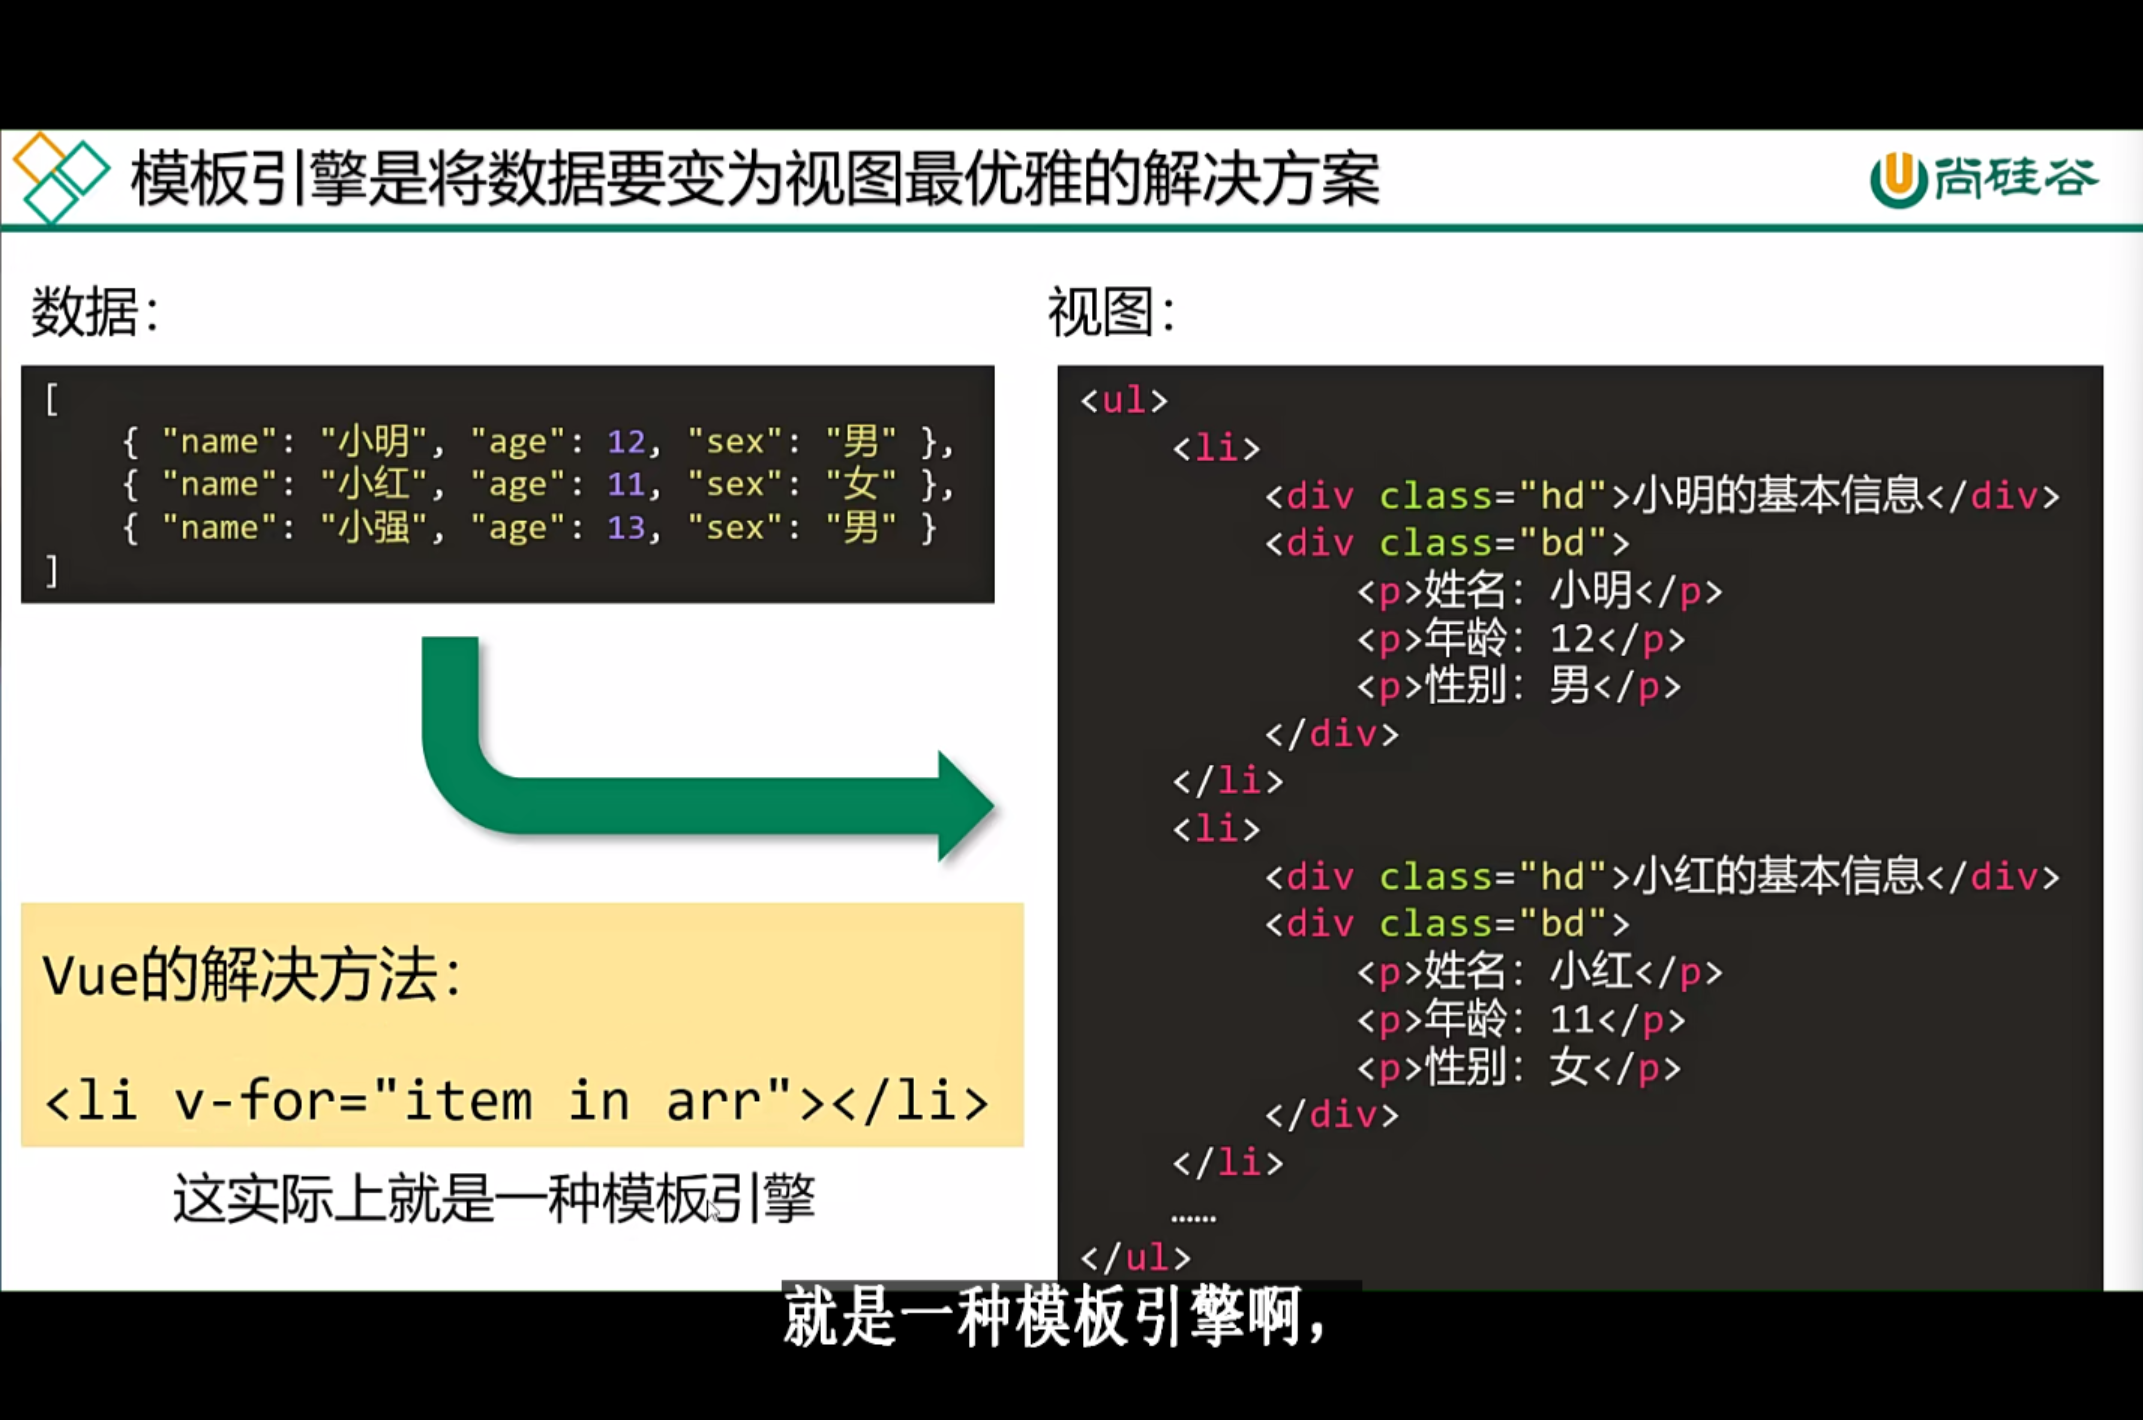 模板引擎是将数据要变为视图最优雅的解决方案
尚硅谷
数据：
[
{ "name": "小明", "age": 12, "sex": "男" },
{ "name": "小红", "age": 11, "sex": "女" },
{ "name": "小强", "age": 13, "sex": "男" }
]
Vue的解决方法：
<li v-for="item in arr"></li>
这实际上就是一种模板引擎
视图：
<ul>
<li>
<div class="hd">小明的基本信息</div>
<div class="bd">
<p>姓名：小明</p>
<p>年龄：12</p>
<p>性别：男</p>
</div>
</li>
<li>
<div class="hd">小红的基本信息</div>
<div class="bd">
<p>姓名：小红</p>
<p>年龄：11</p>
<p>性别：女</p>
</div>
</li>
……
</ul>
就是一种模板引擎啊，